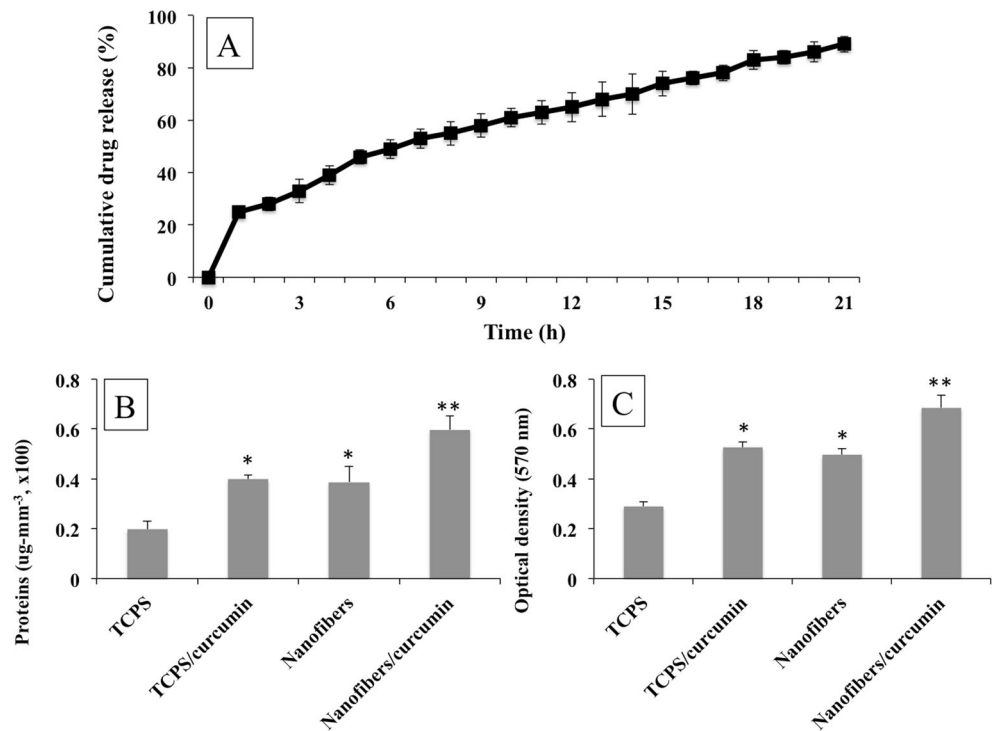 A
Cumulative drug release (%)
100
80
60
40
20
0
0 3 6 9 12 15 18 21
Time (h)
B
Proteins (ug-mm-3, x100)
0.8
0.6
0.4
0.2
0
* * **
TCPS
TCPS/curcumin
Nanofibers
Nanofibers/curcumin
C
Optical density (570 nm)
0.8
0.6
0.4
0.2
0
* * **
TCPS
TCPS/curcumin
Nanofibers
Nanofibers/curcumin